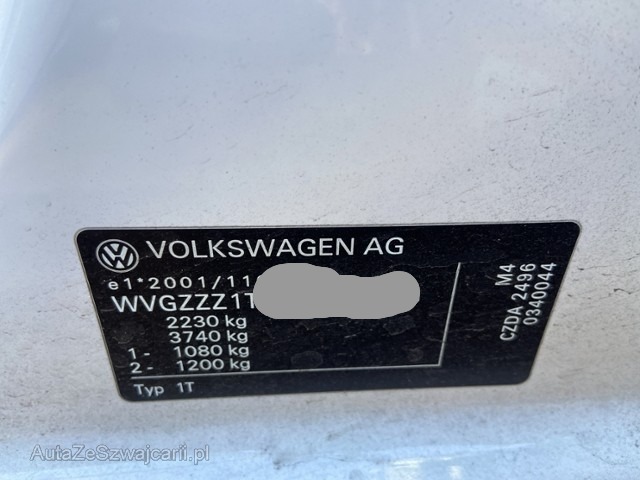 VOLKSWAGEN AG
e1*2001/11
WVGZZZ1T
2230 kg
3740 kg
1 - 1080 kg
2 - 1200 kg
Typ 1T
M4
CZDA 2496
0340044
AutaZeSzwajcarii.pl